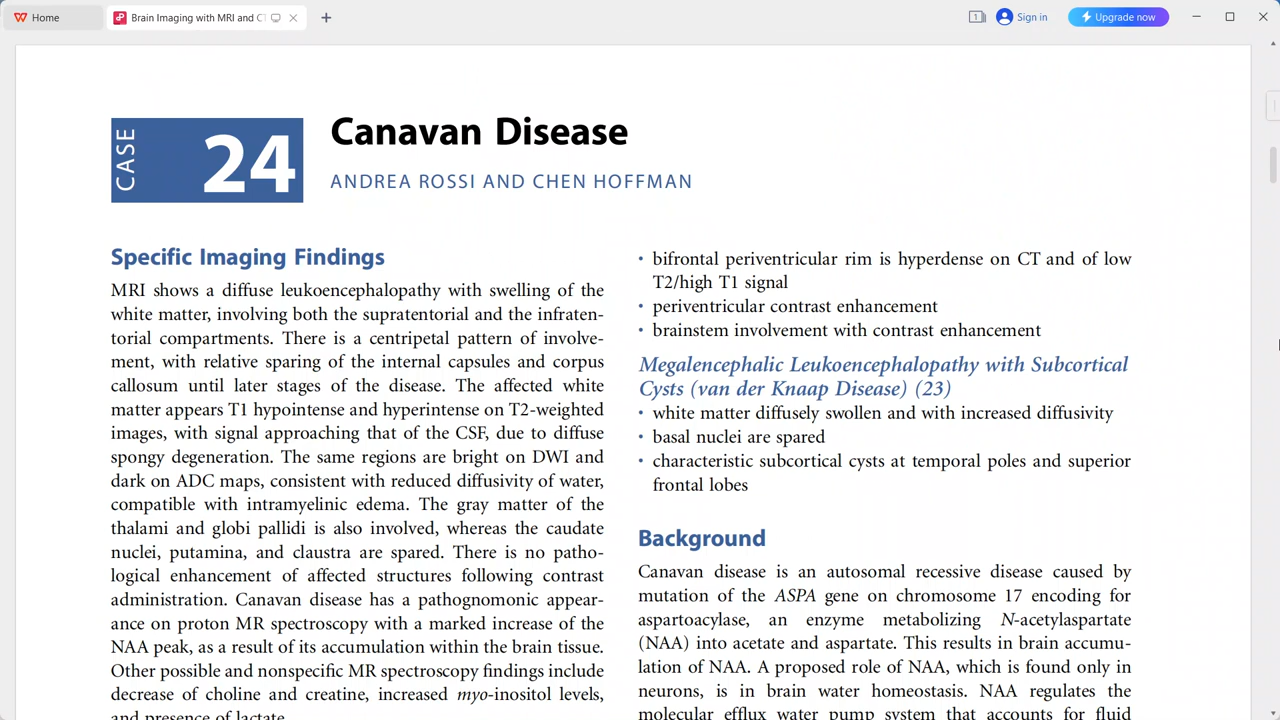 Home
Brain Imaging with MRI and C
1
Sign in
Upgrade now
CASE
24
Canavan Disease
ANDREA ROSSI AND CHEN HOFFMAN
Specific Imaging Findings
MRI shows a diffuse leukoencephalopathy with swelling of the
white matter, involving both the supratentorial and the infraten-
torial compartments. There is a centripetal pattern of involve-
ment, with relative sparing of the internal capsules and corpus
callosum until later stages of the disease. The affected white
matter appears T1 hypointense and hyperintense on T2-weighted
images, with signal approaching that of the CSF, due to diffuse
spongy degeneration. The same regions are bright on DWI and
dark on ADC maps, consistent with reduced diffusivity of water,
compatible with intramyelinic edema. The gray matter of the
thalami and globi pallidi is also involved, whereas the caudate
nuclei, putamina, and claustra are spared. There is no patho-
logical enhancement of affected structures following contrast
administration. Canavan disease has a pathognomonic appear-
ance on proton MR spectroscopy with a marked increase of the
NAA peak, as a result of its accumulation within the brain tissue.
Other possible and nonspecific MR spectroscopy findings include
decrease of choline and creatine, increased myo-inositol levels,
and presence of lactate.
• bifrontal periventricular rim is hyperdense on CT and of low
T2/high T1 signal
• periventricular contrast enhancement
• brainstem involvement with contrast enhancement
Megalencephalic Leukoencephalopathy with Subcortical
Cysts (van der Knaap Disease) (23)
• white matter diffusely swollen and with increased diffusivity
• basal nuclei are spared
• characteristic subcortical cysts at temporal poles and superior
frontal lobes
Background
Canavan disease is an autosomal recessive disease caused by
mutation of the ASPA gene on chromosome 17 encoding for
aspartoacylase, an enzyme metabolizing N-acetylaspartate
(NAA) into acetate and aspartate. This results in brain accumu-
lation of NAA. A proposed role of NAA, which is found only in
neurons, is in brain water homeostasis. NAA regulates the
molecular efflux water pump system that accounts for fluid